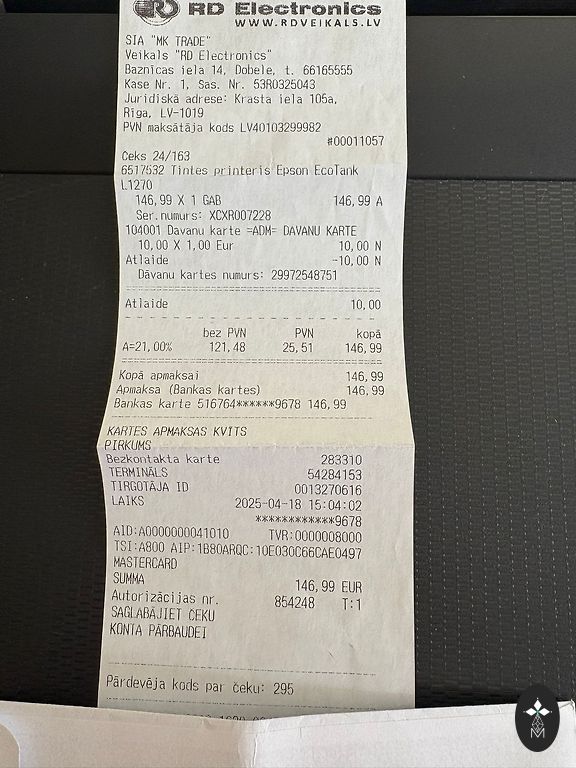 RD Electronics
WWW.RDVEIKALS.LV
SIA "MK TRADE"
Veikals "RD Electronics"
Baznīcas iela 14, Dobele, t. 66165555
Kase Nr. 1, Sas. Nr. 53R0325043
Juridiskā adrese: Krasta iela 105a,
Rīga, LV-1019
PVN maksātāja kods LV40103299982
#00011057
Čeks 24/163
6517532 Tintes printeris Epson EcoTank
L1270
146,99 X 1 GAB 146,99 A
Ser.numurs: XCXR007228
104001 Dāvanu karte =ADM= DĀVANU KARTE
10,00 X 1,00 Eur 10,00 N
Atlaide -10,00 N
Dāvanu kartes numurs: 29972548751
Atlaide 10,00
bez PVN PVN kopā
A=21,00% 121,48 25,51 146,99
Kopā apmaksai 146,99
Apmaksa (Bankas kartes) 146,99
Bankas karte 516764******9678 146,99
KARTES APMAKSAS KVĪTS
PIRKUMS
Bezkontakta karte 283310
TERMINĀLS 54284153
TIRGOTĀJA ID 0013270616
LAIKS 2025-04-18 15:04:02
************9678
AID:A0000000041010 TVR:0000008000
TSI:A800 AIP:1B80ARQC:10E030C66CAE0497
MASTERCARD
SUMMA 146,99 EUR
Autorizācijas nr. 854248 T:1
SAGLABĀJIET ČEKU
KONTA PĀRBAUDEI
Pārdevēja kods par čeku: 295